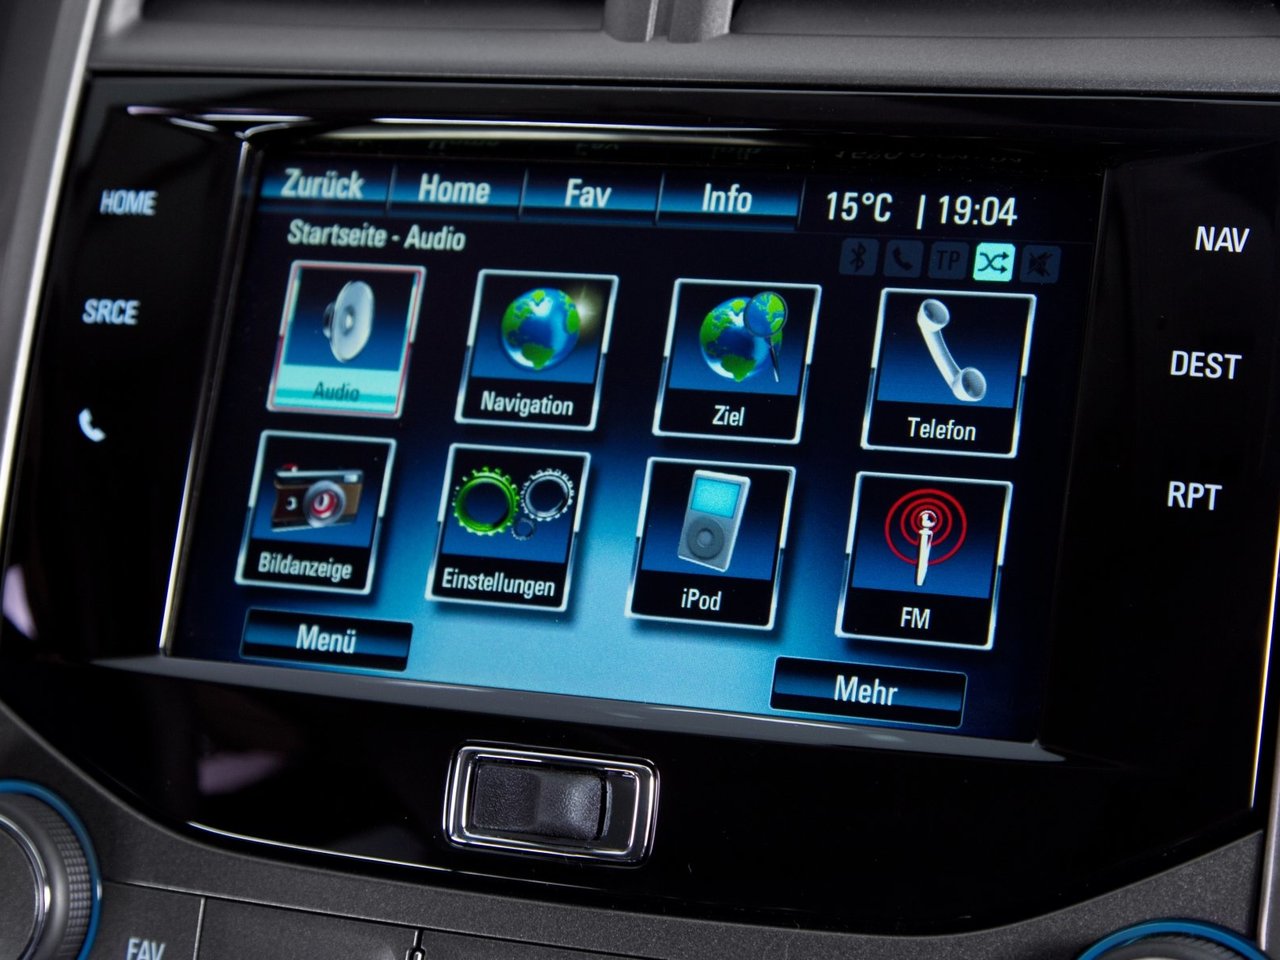 HOME
SRCE
Zurück Home Fav Info 15°C | 19:04
Startseite - Audio
TP
Audio Navigation Ziel Telefon
Bildanzeige Einstellungen iPod FM
Menü Mehr
NAV
DEST
RPT
FAV